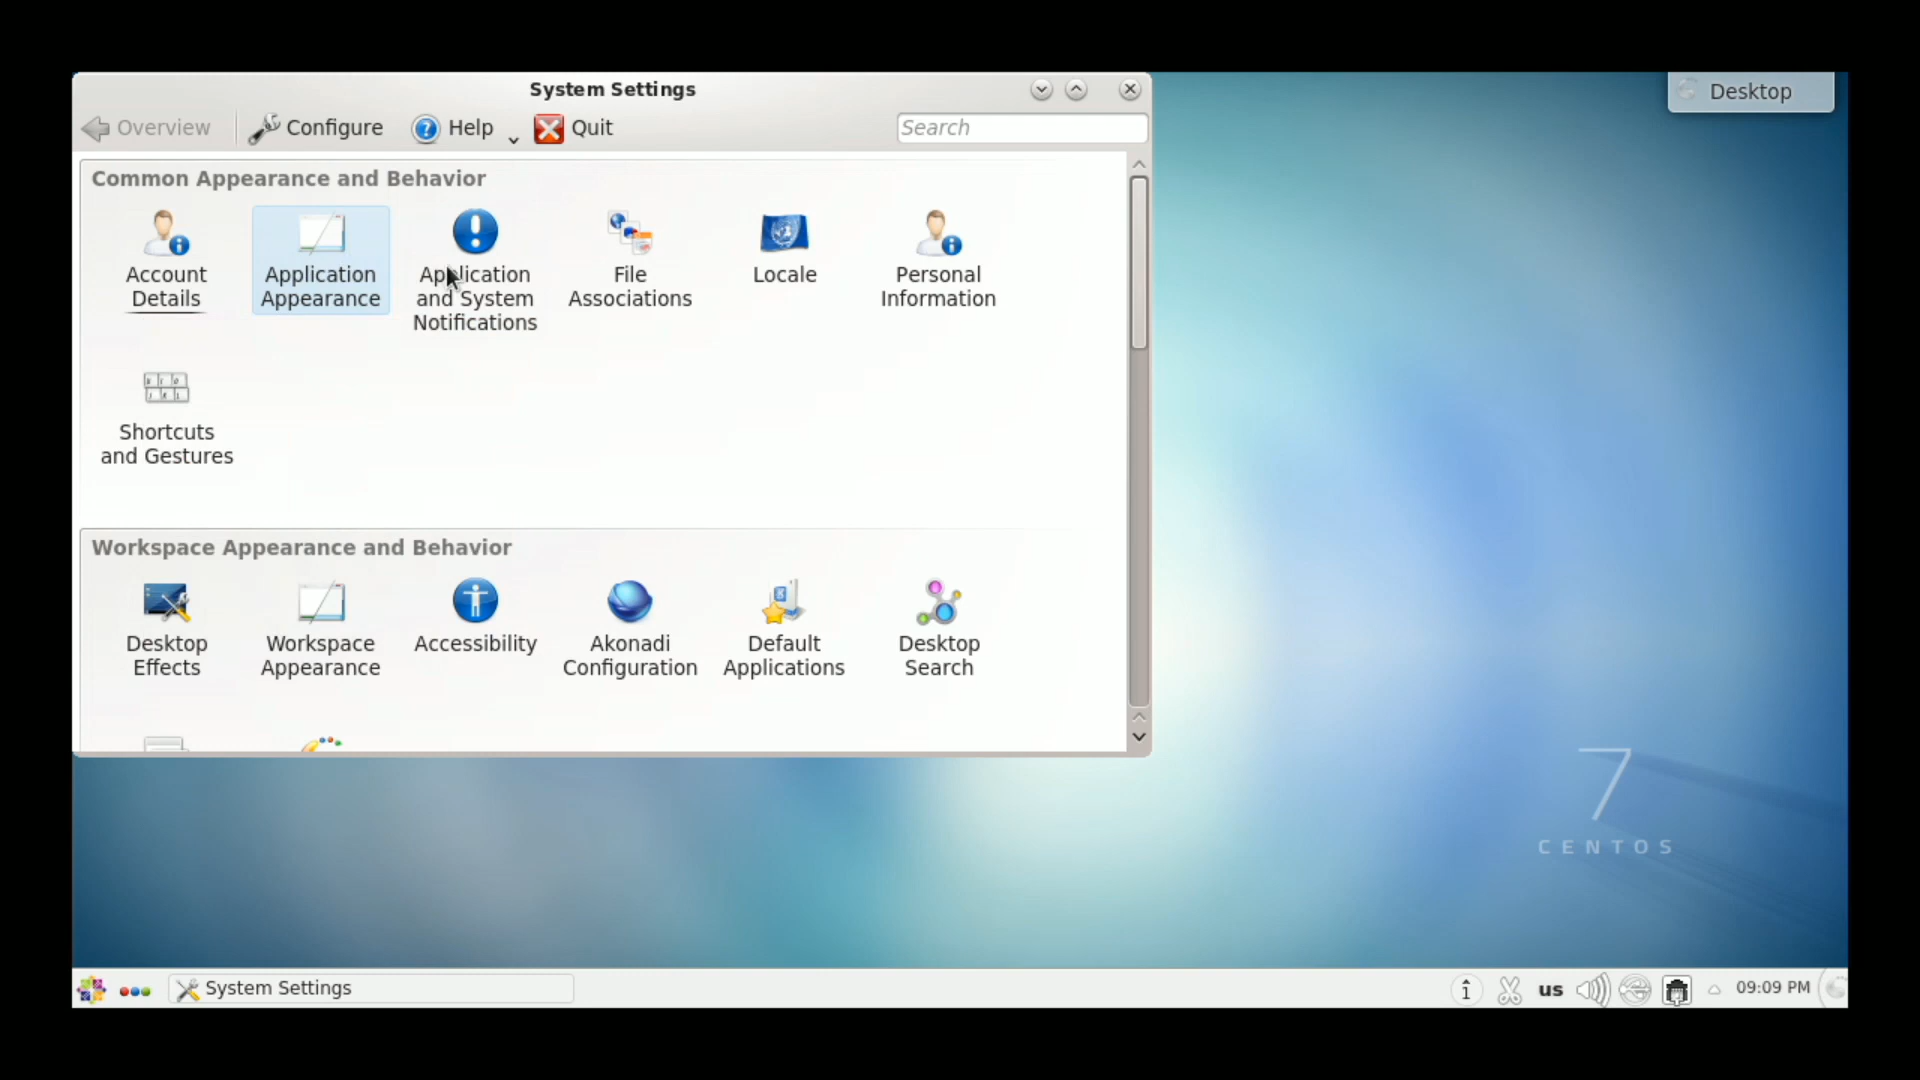 System Settings
Desktop
Overview
Configure
Help
Quit
Search
Common Appearance and Behavior
Account
Details
Application
Appearance
Application
and System
Notifications
File
Associations
Locale
Personal
Information
Shortcuts
and Gestures
Workspace Appearance and Behavior
Desktop
Effects
Workspace
Appearance
Accessibility
Akonadi
Configuration
Default
Applications
Desktop
Search
7
CENTOS
System Settings
us
09:09 PM